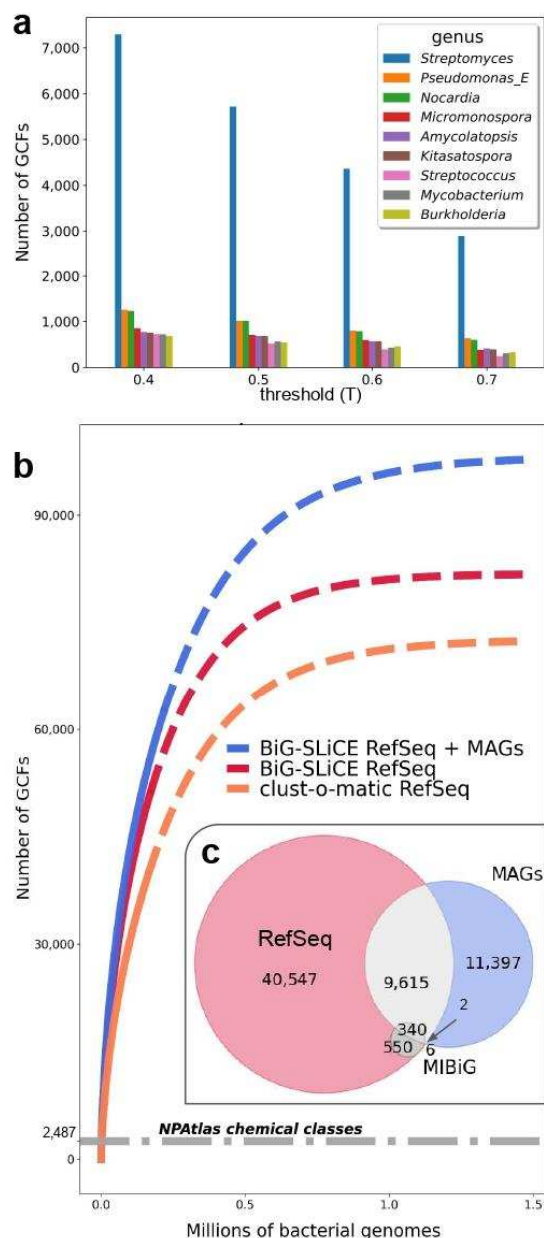 a
Number of GCFs
7,000
6,000
5,000
4,000
3,000
2,000
1,000
0
genus
Streptomyces
Pseudomonas_E
Nocardia
Micromonospora
Amycolatopsis
Kitasatospora
Streptococcus
Mycobacterium
Burkholderia
0.4 0.5 0.6 0.7
threshold (T)
b
Number of GCFs
90,000
60,000
30,000
2,487
0
BiG-SLiCE RefSeq + MAGs
BiG-SLiCE RefSeq
clust-o-matic RefSeq
c
MAGs
RefSeq
40,547
9,615
11,397
2
340
550
6
MIBiG
NPAtlas chemical classes
0.0 0.5 1.0 1.5
Millions of bacterial genomes